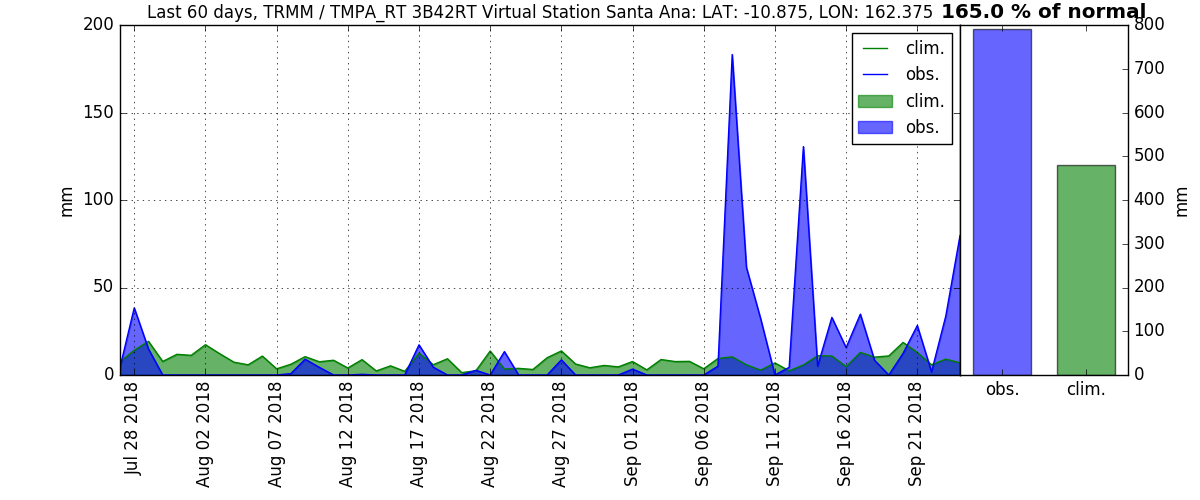 Last 60 days, TRMM / TMPA_RT 3B42RT Virtual Station Santa Ana: LAT: -10.875, LON: 162.375 165.0 % of normal
200
150
100
50
0
mm
clim.
obs.
clim.
obs.
800
700
600
500
400
300
200
100
0
mm
Jul 28 2018
Aug 02 2018
Aug 07 2018
Aug 12 2018
Aug 17 2018
Aug 22 2018
Aug 27 2018
Sep 01 2018
Sep 06 2018
Sep 11 2018
Sep 16 2018
Sep 21 2018
obs.
clim.